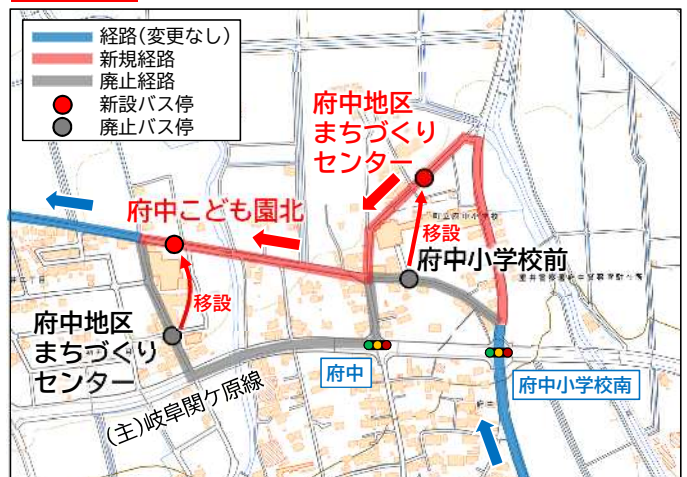 経路(変更なし)
新規経路
廃止経路
新設バス停
廃止バス停
府中地区
まちづくり
センター
府中こども園北
移設
府中小学校前
移設
府中地区
まちづくり
センター
府中
府中小学校南
(主)岐阜関ケ原線